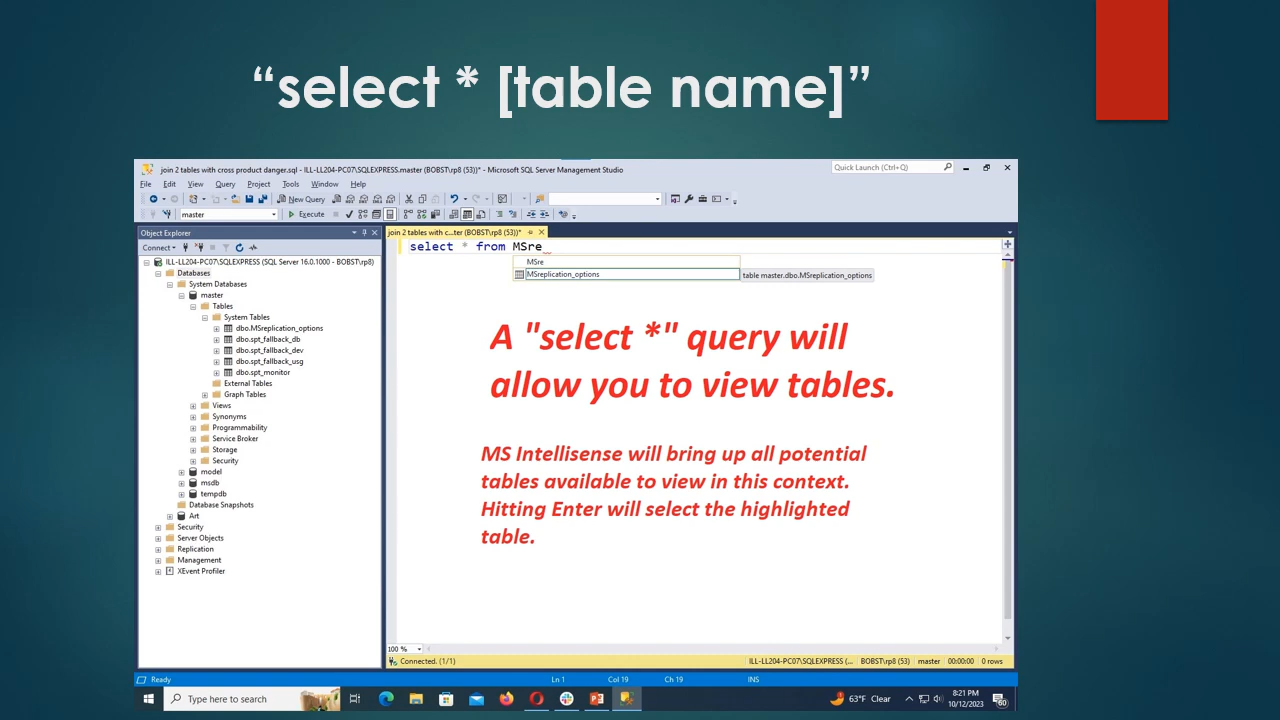 “select * [table name]”
join 2 tables with cross product danger.sql - ILL-LL204-PC07\SQLEXPRESS.master (BOBST\rp8 (53))* - Microsoft SQL Server Management Studio
Quick Launch (Ctrl+Q)
File Edit View Query Project Tools Window Help
New Query
master
Execute
Object Explorer
join 2 tables with c...ter (BOBST\rp8 (53))*
Connect
select * from MSre
MSre
MSreplication_options
table master.dbo.MSreplication_options
ILL-LL204-PC07\SQLEXPRESS (SQL Server 16.0.1000 - BOBST\rp8)
Databases
System Databases
master
Tables
System Tables
dbo.MSreplication_options
dbo.spt_fallback_db
dbo.spt_fallback_dev
dbo.spt_fallback_usg
dbo.spt_monitor
External Tables
Graph Tables
Views
Synonyms
Programmability
Service Broker
Storage
Security
model
msdb
tempdb
Database Snapshots
Art
Security
Server Objects
Replication
Management
XEvent Profiler
A "select *" query will
allow you to view tables.
MS Intellisense will bring up all potential
tables available to view in this context.
Hitting Enter will select the highlighted
table.
100 %
Connected. (1/1)
ILL-LL204-PC07\SQLEXPRESS (... BOBST\rp8 (53) master 00:00:00 0 rows
Ready
Ln 1 Col 19 Ch 19 INS
Type here to search
63°F Clear
8:21 PM
10/12/2023
60